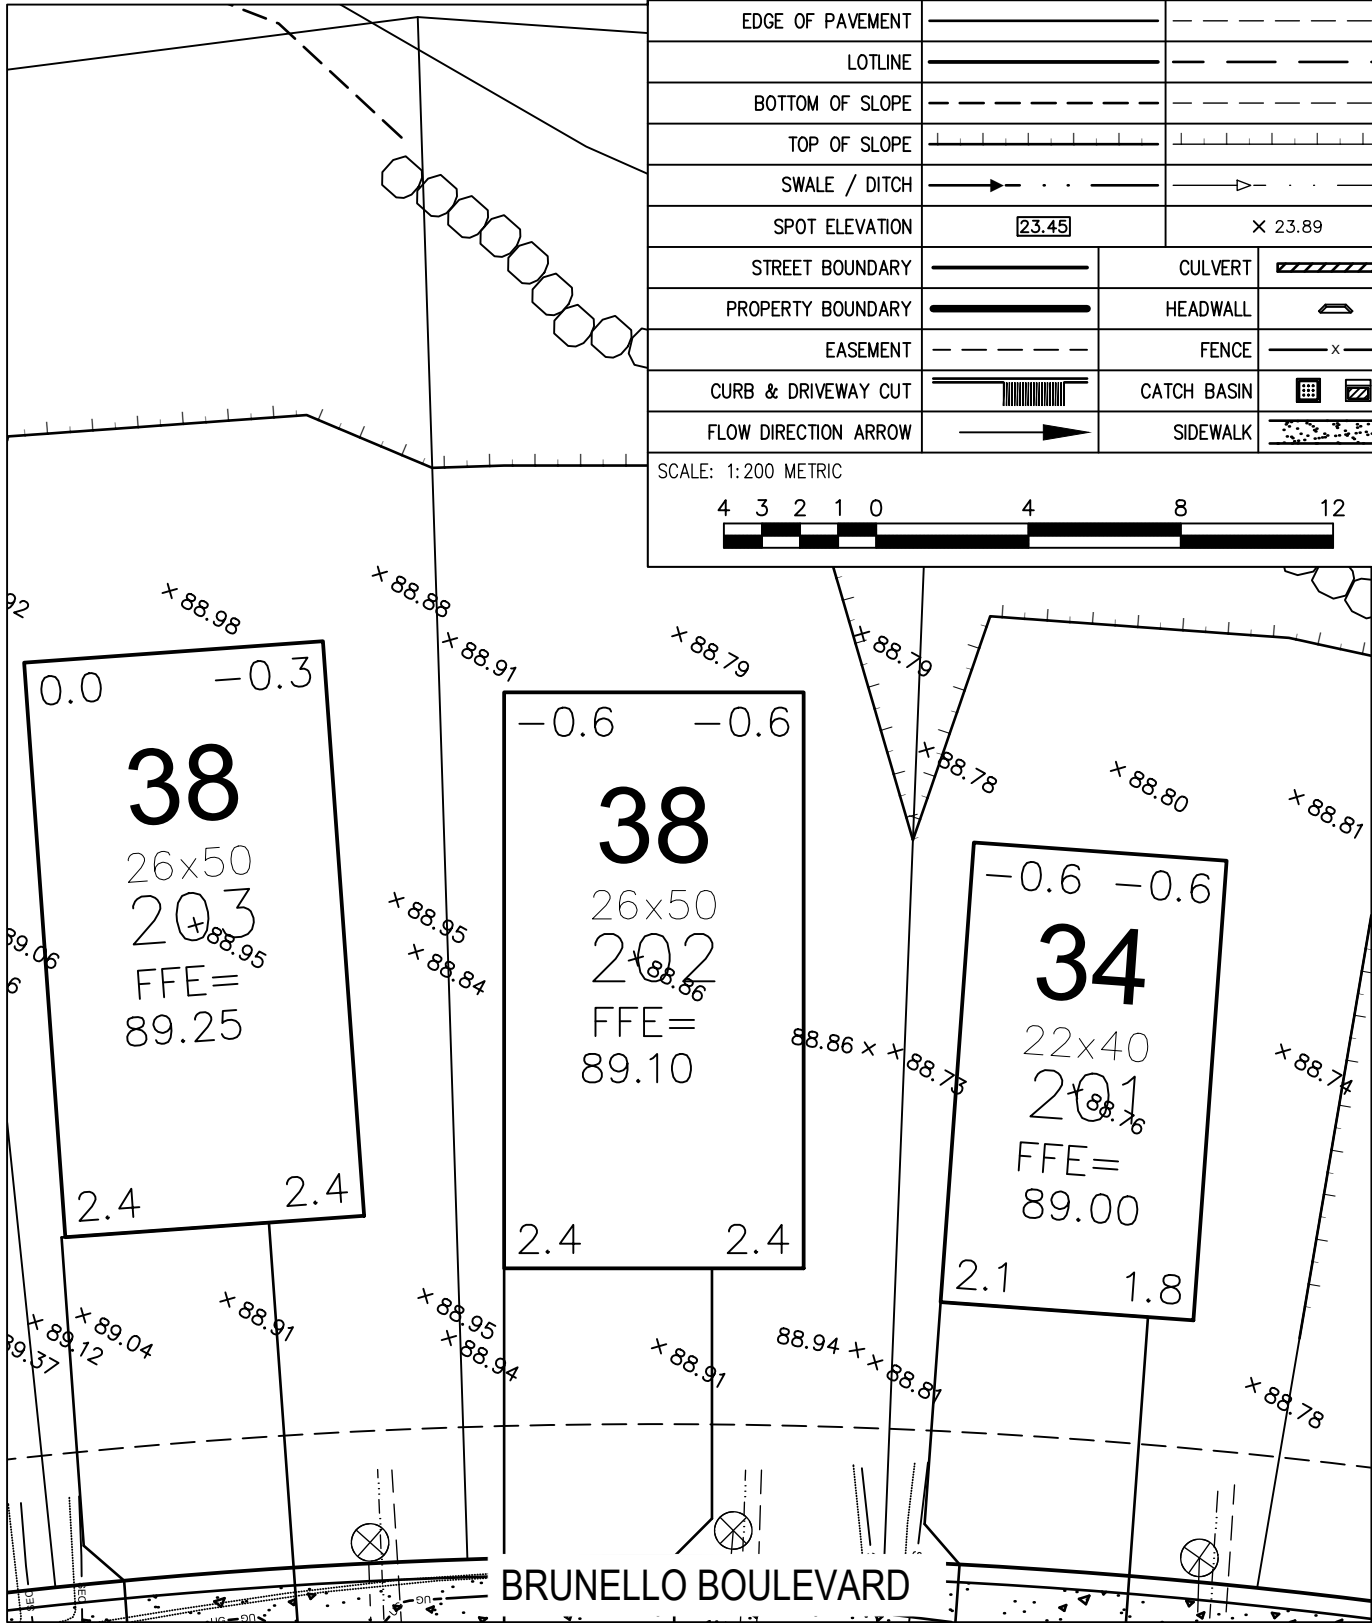 EDGE OF PAVEMENT
LOTLINE
BOTTOM OF SLOPE
TOP OF SLOPE
SWALE / DITCH
SPOT ELEVATION 23.45 × 23.89
STREET BOUNDARY CULVERT
PROPERTY BOUNDARY HEADWALL
EASEMENT FENCE x
CURB & DRIVEWAY CUT CATCH BASIN
FLOW DIRECTION ARROW SIDEWALK
SCALE: 1:200 METRIC
4 3 2 1 0 4 8 12
92
× 88.98
× 88.88
× 88.91
× 88.79
× 88.79
× 88.78
× 88.80
× 88.81
0.0 -0.3
38
26x50
203
× 88.95
FFE=
89.25
2.4 2.4
89.06
6
× 88.95
× 88.84
-0.6 -0.6
38
26x50
202
× 88.86
FFE=
89.10
2.4 2.4
88.86 ×
× 88.73
-0.6 -0.6
34
22x40
201
× 88.76
FFE=
89.00
2.1 1.8
× 88.74
89.37
× 89.12
× 89.04
× 88.91
× 88.95
× 88.94
× 88.91
88.94 ×
× 88.81
× 88.78
UG
BRUNELLO BOULEVARD